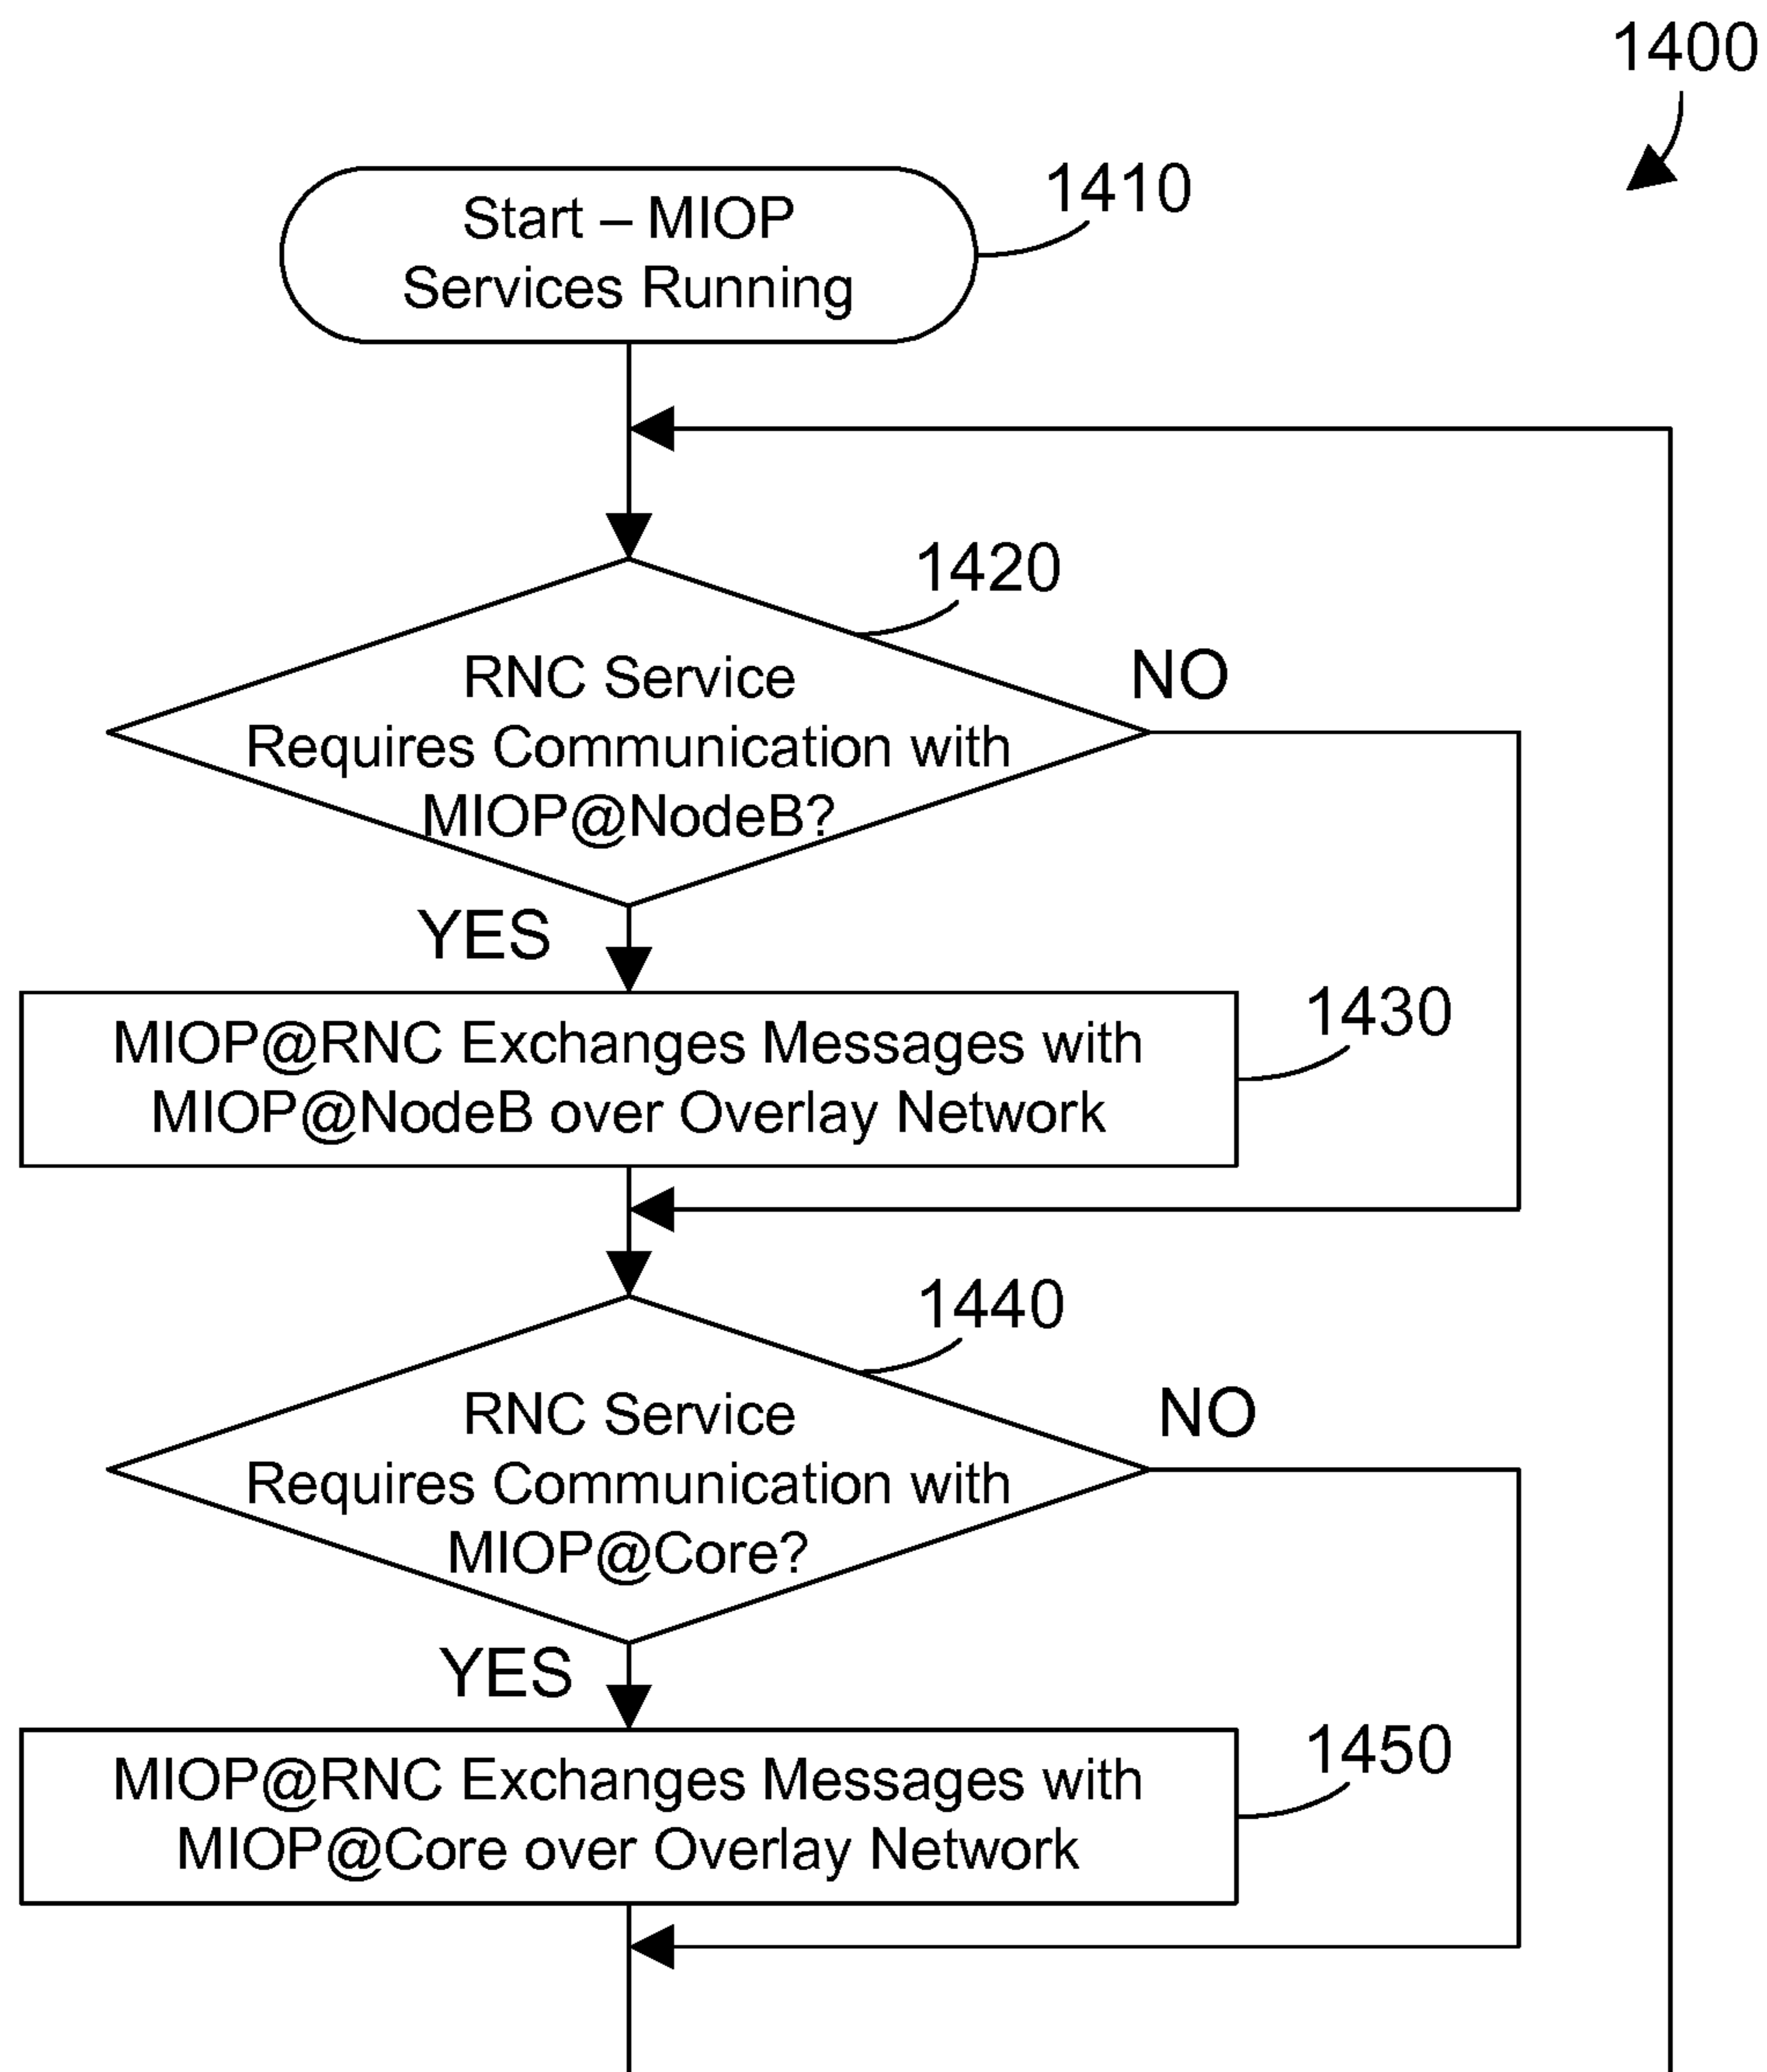 1400
Start – MIOP
Services Running
1410
1420
RNC Service
Requires Communication with
MIOP@NodeB?
NO
YES
1430
MIOP@RNC Exchanges Messages with
MIOP@NodeB over Overlay Network
1440
RNC Service
Requires Communication with
MIOP@Core?
NO
YES
1450
MIOP@RNC Exchanges Messages with
MIOP@Core over Overlay Network